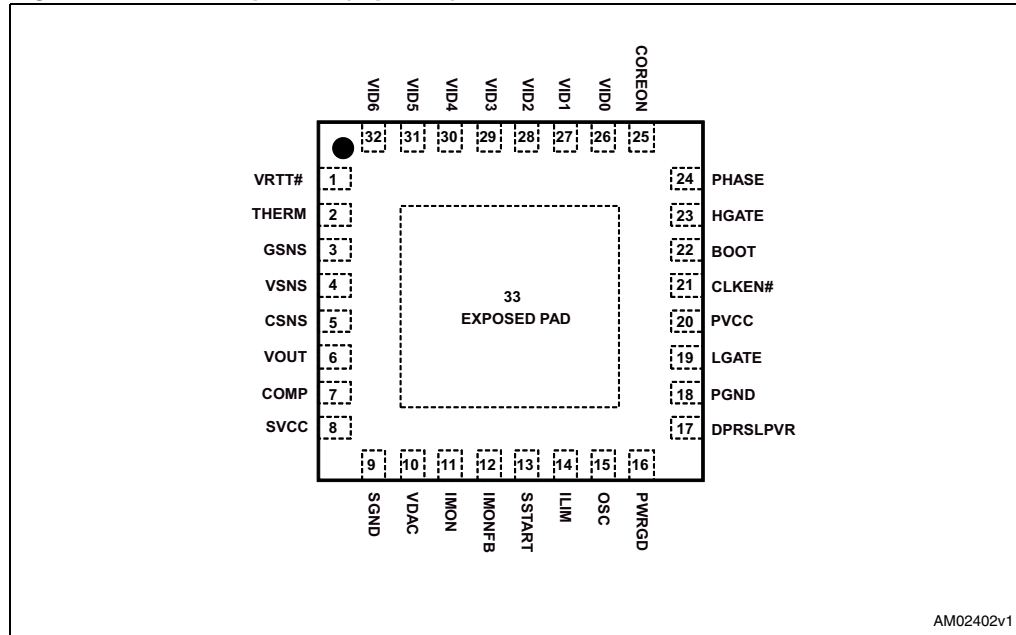 COREON
VID6 VID5 VID4 VID3 VID2 VID1 VID0
32 31 30 29 28 27 26 25
VRTT# 1 24 PHASE
THERM 2 23 HGATE
GSNS 3 22 BOOT
VSNS 4 21 CLKEN#
33
EXPOSED PAD
CSNS 5 20 PVCC
VOUT 6 19 LGATE
COMP 7 18 PGND
SVCC 8 17 DPRSLPVR
9 10 11 12 13 14 15 16
SGND VDAC IMON IMONFB SSTART ILIM OSC PWRGD
AM02402v1